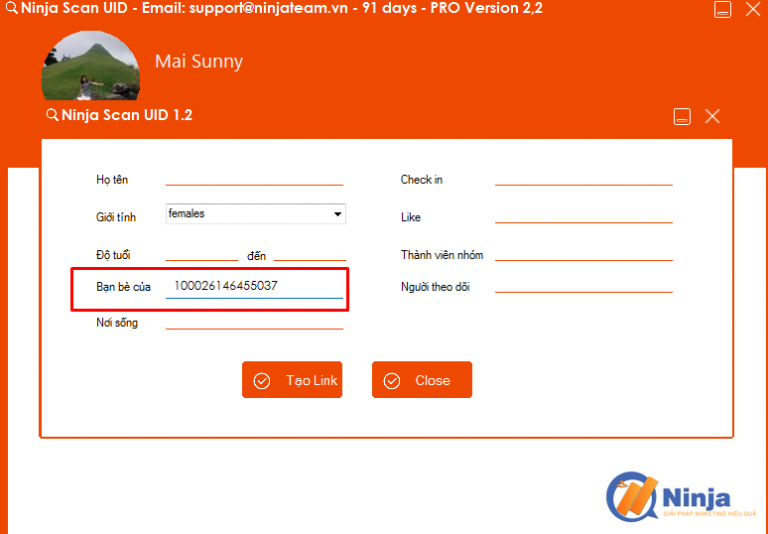 Ninja Scan UID - Email: support@ninjateam.vn - 91 days - PRO Version 2,2
Mai Sunny
Ninja Scan UID 1.2
Họ tên
Check in
Giới tính
females
Like
Độ tuổi
đến
Thành viên nhóm
Bạn bè của
100026146455037
Người theo dõi
Nơi sống
Tạo Link
Close
Ninja
GIẢI PHÁP MARKETING HIỆU QUẢ